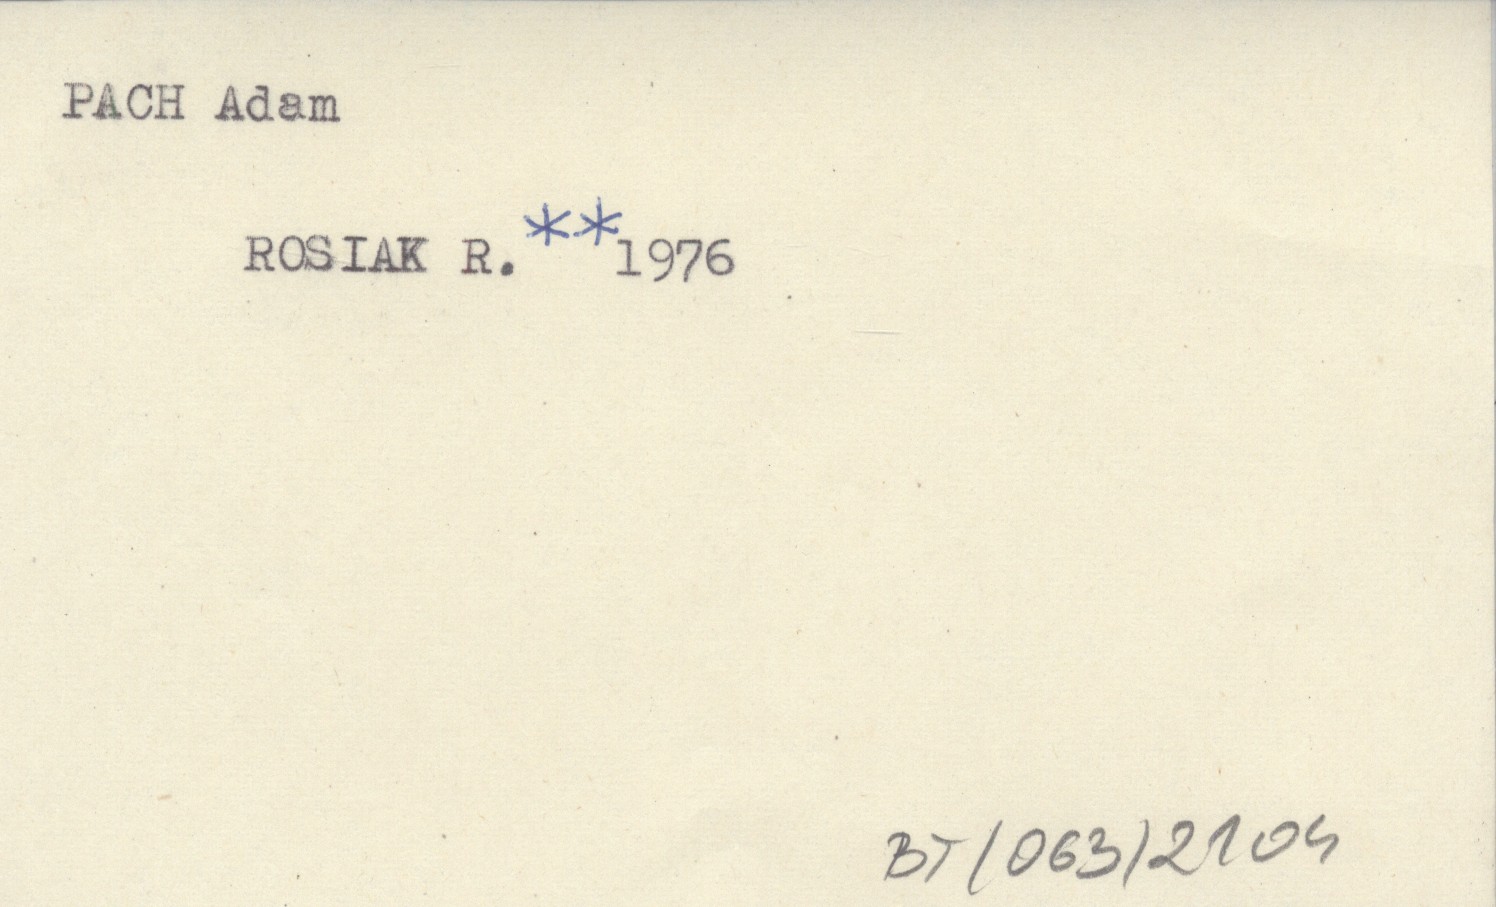 PACH Adam
ROSIAK R.**1976
BT/063/2104